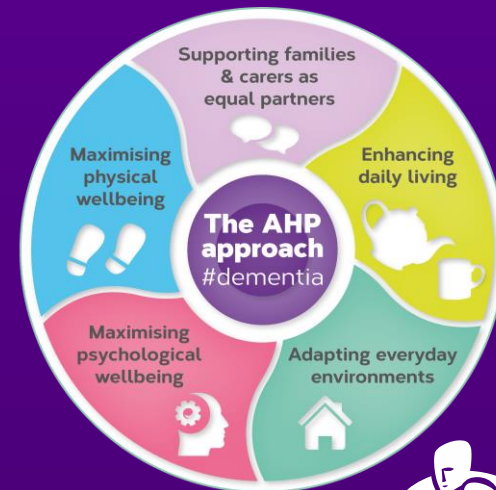 Supporting families
& carers as
equal partners
Enhancing
daily living
Adapting everyday
environments
Maximising
psychological
wellbeing
Maximising
physical
wellbeing
The AHP
approach
#dementia